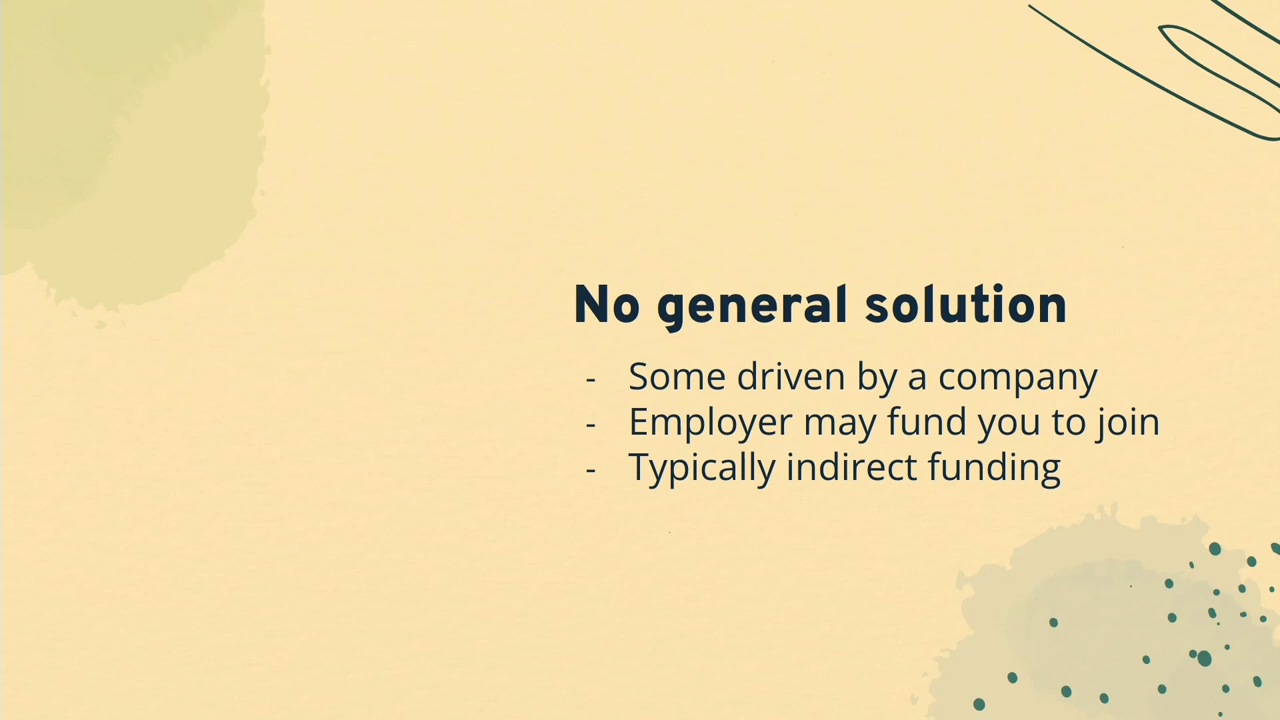 No general solution
- Some driven by a company
- Employer may fund you to join
- Typically indirect funding